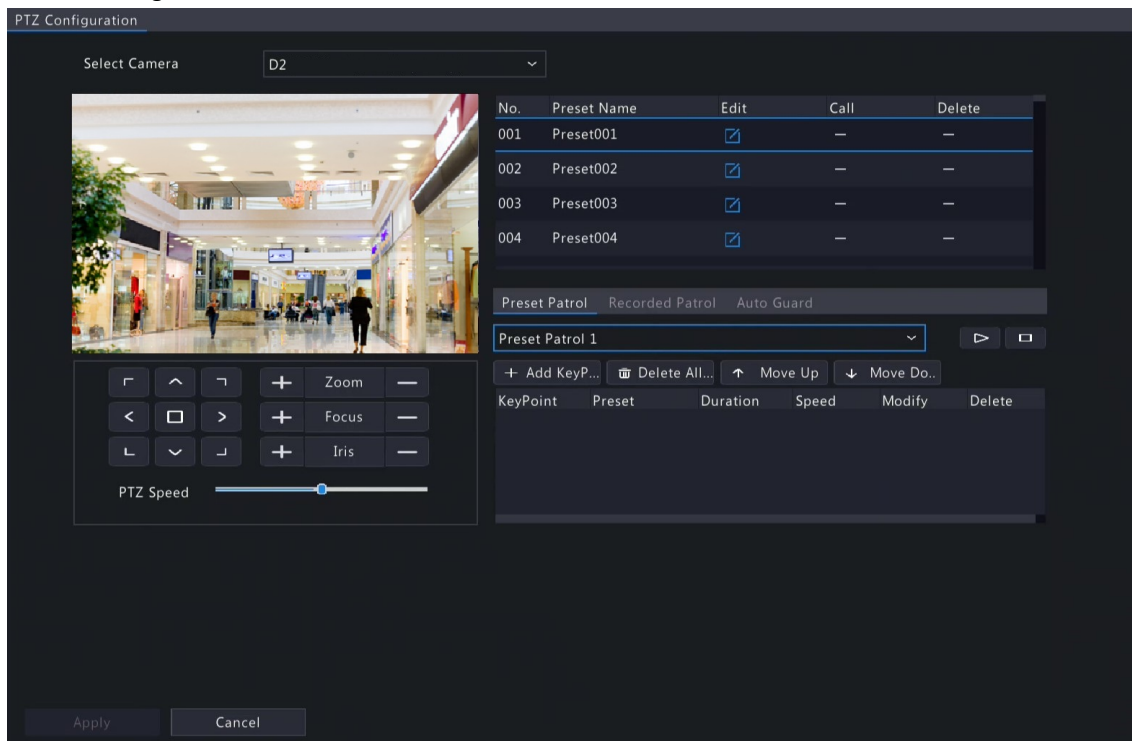 PTZ Configuration
Select Camera D2
No. Preset Name Edit Call Delete
001 Preset001 — —
002 Preset002 — —
003 Preset003 — —
004 Preset004 — —
Preset Patrol Recorded Patrol Auto Guard
Preset Patrol 1
+ Add KeyP... Delete All... Move Up Move Do..
KeyPoint Preset Duration Speed Modify Delete
+ Zoom —
+ Focus —
+ Iris —
PTZ Speed
Apply Cancel